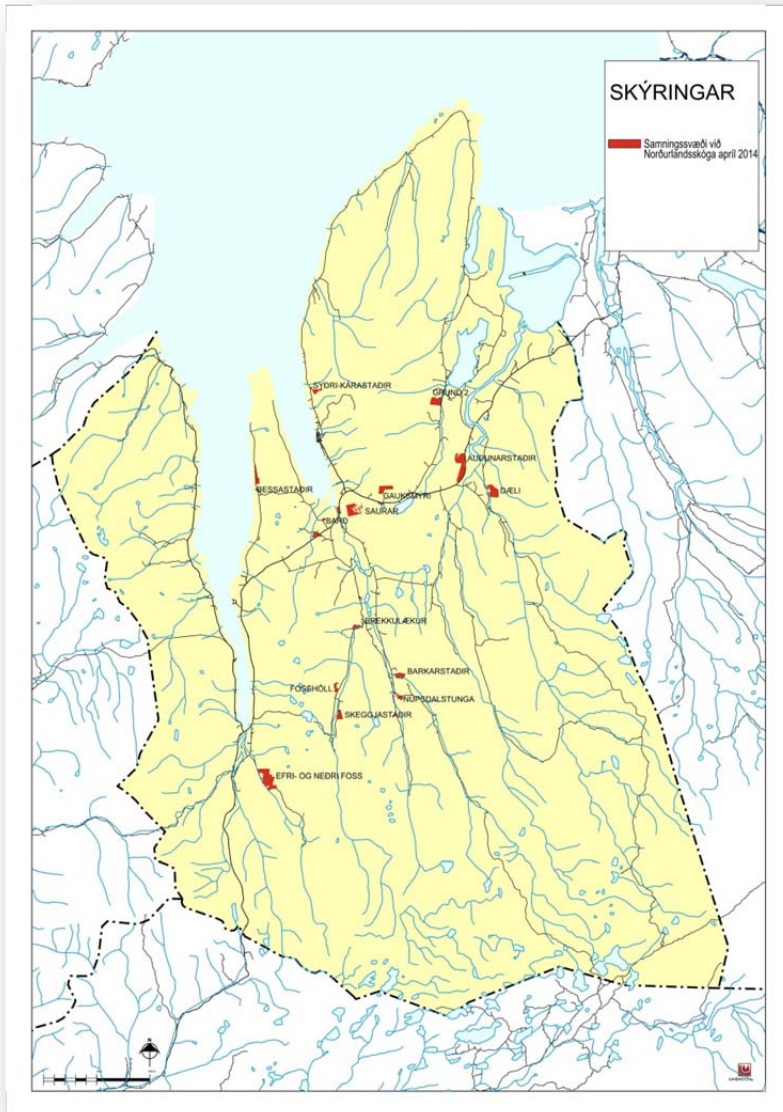 SKÝRINGAR
Samningssvæði við
Norðurlandsskóga apríl 2014
SYÐRI-KÁRASTAÐIR
GRUND 2
AUÐUNARSTAÐIR
BESSASTAÐIR
GAUKSMÝRI
DÆLI
SAURAR
BARÐ
BREKKULÆKUR
BARKARSTAÐIR
FOSSHÓLL
NÚPSDALSTUNGA
SKEGGJASTAÐIR
EFRI- OG NEÐRI FOSS
N